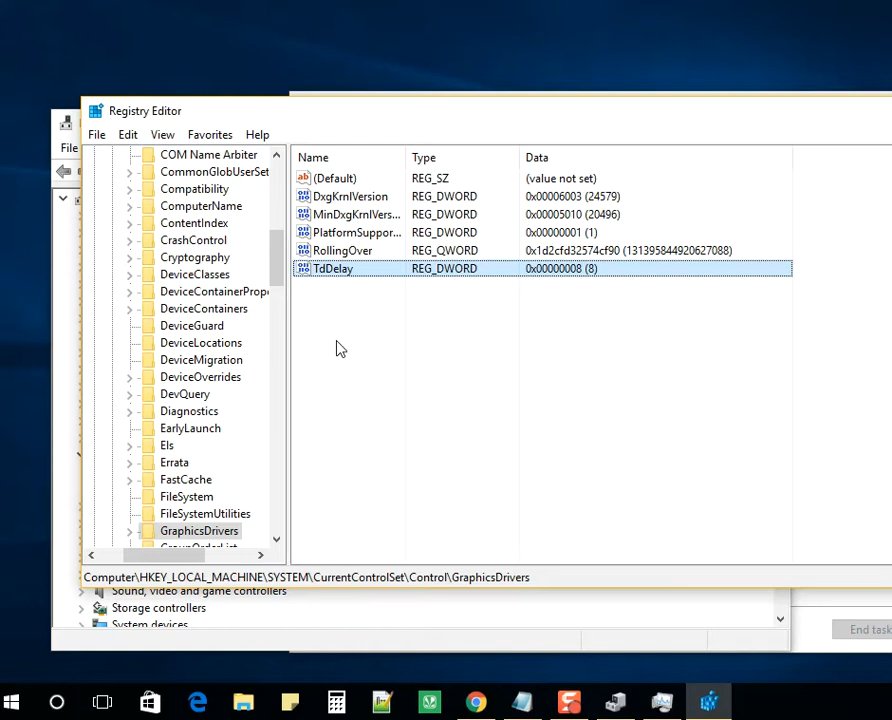 Registry Editor
File Edit View Favorites Help
File
COM Name Arbiter
CommonGlobUserSet
Compatibility
ComputerName
ContentIndex
CrashControl
Cryptography
DeviceClasses
DeviceContainerPrope
DeviceContainers
DeviceGuard
DeviceLocations
DeviceMigration
DeviceOverrides
DevQuery
Diagnostics
EarlyLaunch
Els
Errata
FastCache
FileSystem
FileSystemUtilities
GraphicsDrivers
GroupOrderList
Name Type Data
(Default) REG_SZ (value not set)
DxgKrnlVersion REG_DWORD 0x00006003 (24579)
MinDxgKrnlVers... REG_DWORD 0x00005010 (20496)
PlatformSuppor... REG_DWORD 0x00000001 (1)
RollingOver REG_QWORD 0x1d2cfd32574cf90 (131395844920627088)
TdDelay REG_DWORD 0x00000008 (8)
Computer\HKEY_LOCAL_MACHINE\SYSTEM\CurrentControlSet\Control\GraphicsDrivers
Sound, video and game controllers
Storage controllers
System devices
End task